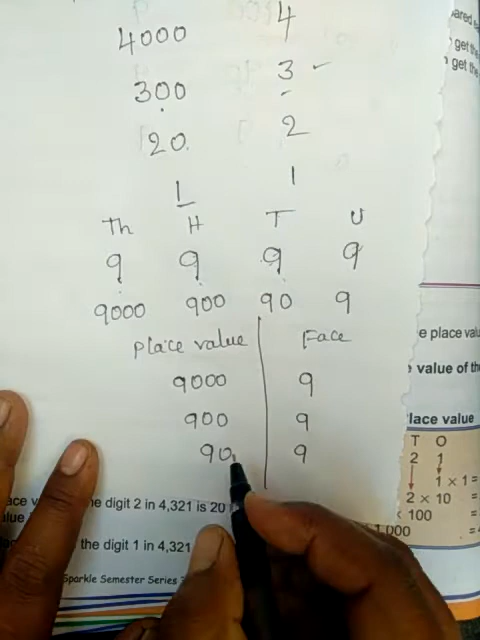 4000 4
300 3
20 2
1 1
Th H T U
9 9 9 9
9000 900 90 9
Place value Face
9000 9
900 9
90 9
get the
get the
e place valu
value of the
lace value
T O
2 1
1 × 1 =
2 × 10 =
× 100 =
1,000 =
e digit 2 in 4,321 is 20
the digit 1 in 4,321
Sparkle Semester Series